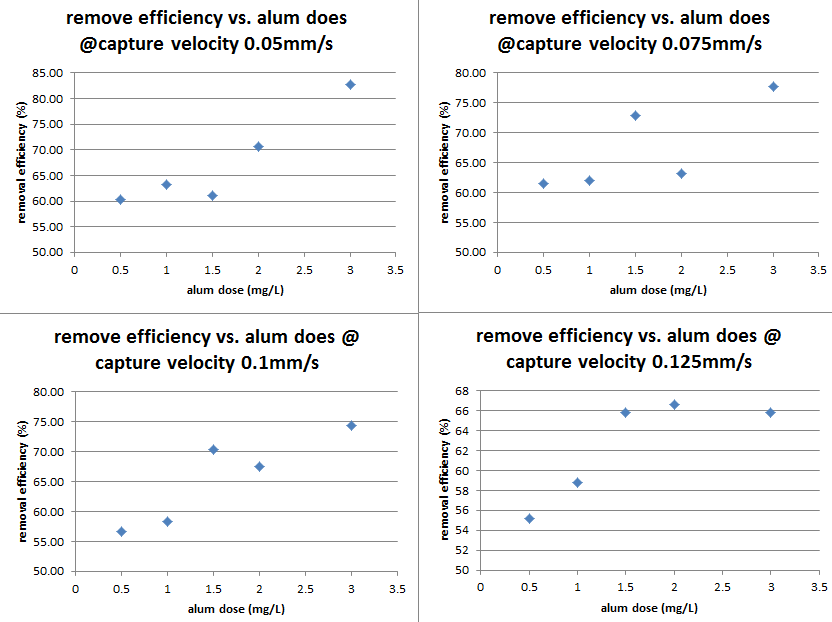 remove efficiency vs. alum does
@capture velocity 0.05mm/s
85.00
80.00
75.00
70.00
65.00
60.00
55.00
50.00
removal efficiency (%)
0 0.5 1 1.5 2 2.5 3 3.5
alum dose (mg/L)
remove efficiency vs. alum does
@capture velocity 0.075mm/s
80.00
75.00
70.00
65.00
60.00
55.00
50.00
removal efficiency (%)
0 0.5 1 1.5 2 2.5 3 3.5
alum dose (mg/L)
remove efficiency vs. alum does @
capture velocity 0.1mm/s
80.00
75.00
70.00
65.00
60.00
55.00
50.00
removal efficiency (%)
0 0.5 1 1.5 2 2.5 3 3.5
alum dose (mg/L)
remove efficiency vs. alum does @
capture velocity 0.125mm/s
68
66
64
62
60
58
56
54
52
50
removal efficiency (%)
0 0.5 1 1.5 2 2.5 3 3.5
alum dose (mg/L)